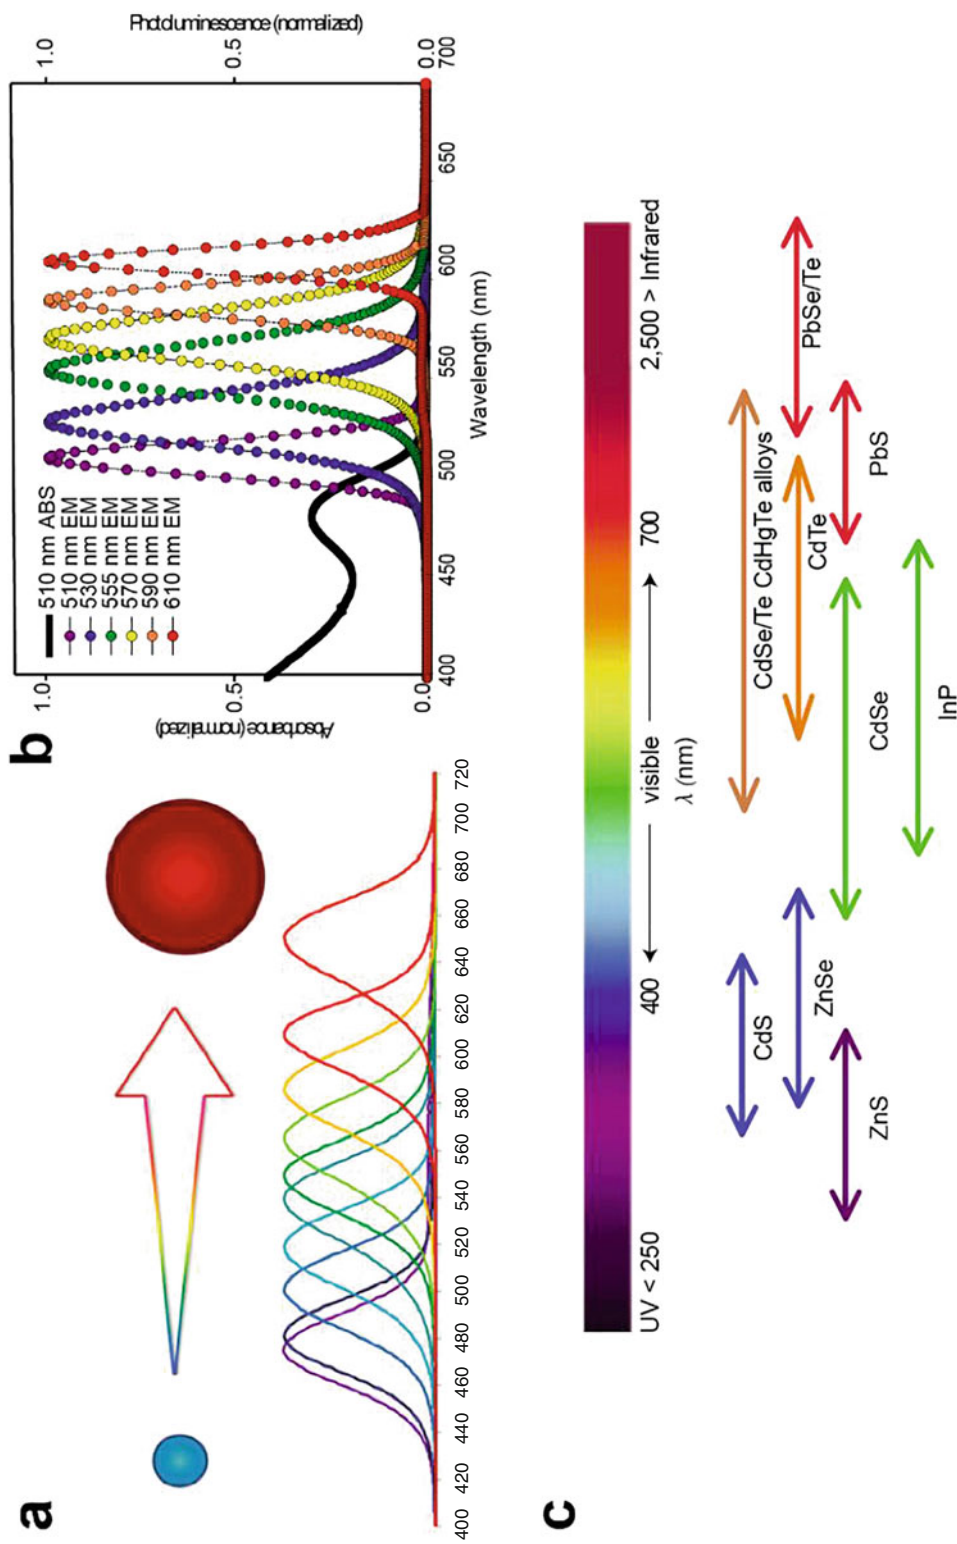 a
400 420 440 460 480 500 520 540 560 580 600 620 640 660 680 700 720
b
Absorbance (normalized)
1.0
0.5
0.0
510 nm ABS
510 nm EM
530 nm EM
555 nm EM
570 nm EM
590 nm EM
610 nm EM
400 450 500 550 600 650 700
Wavelength (nm)
1.0
0.5
0.0
Photoluminescence (normalized)
c
UV < 250 400 visible 700 2,500 > Infrared
λ (nm)
CdS
CdSe/Te CdHgTe alloys
ZnSe
CdTe
PbSe/Te
ZnS
CdSe
PbS
InP